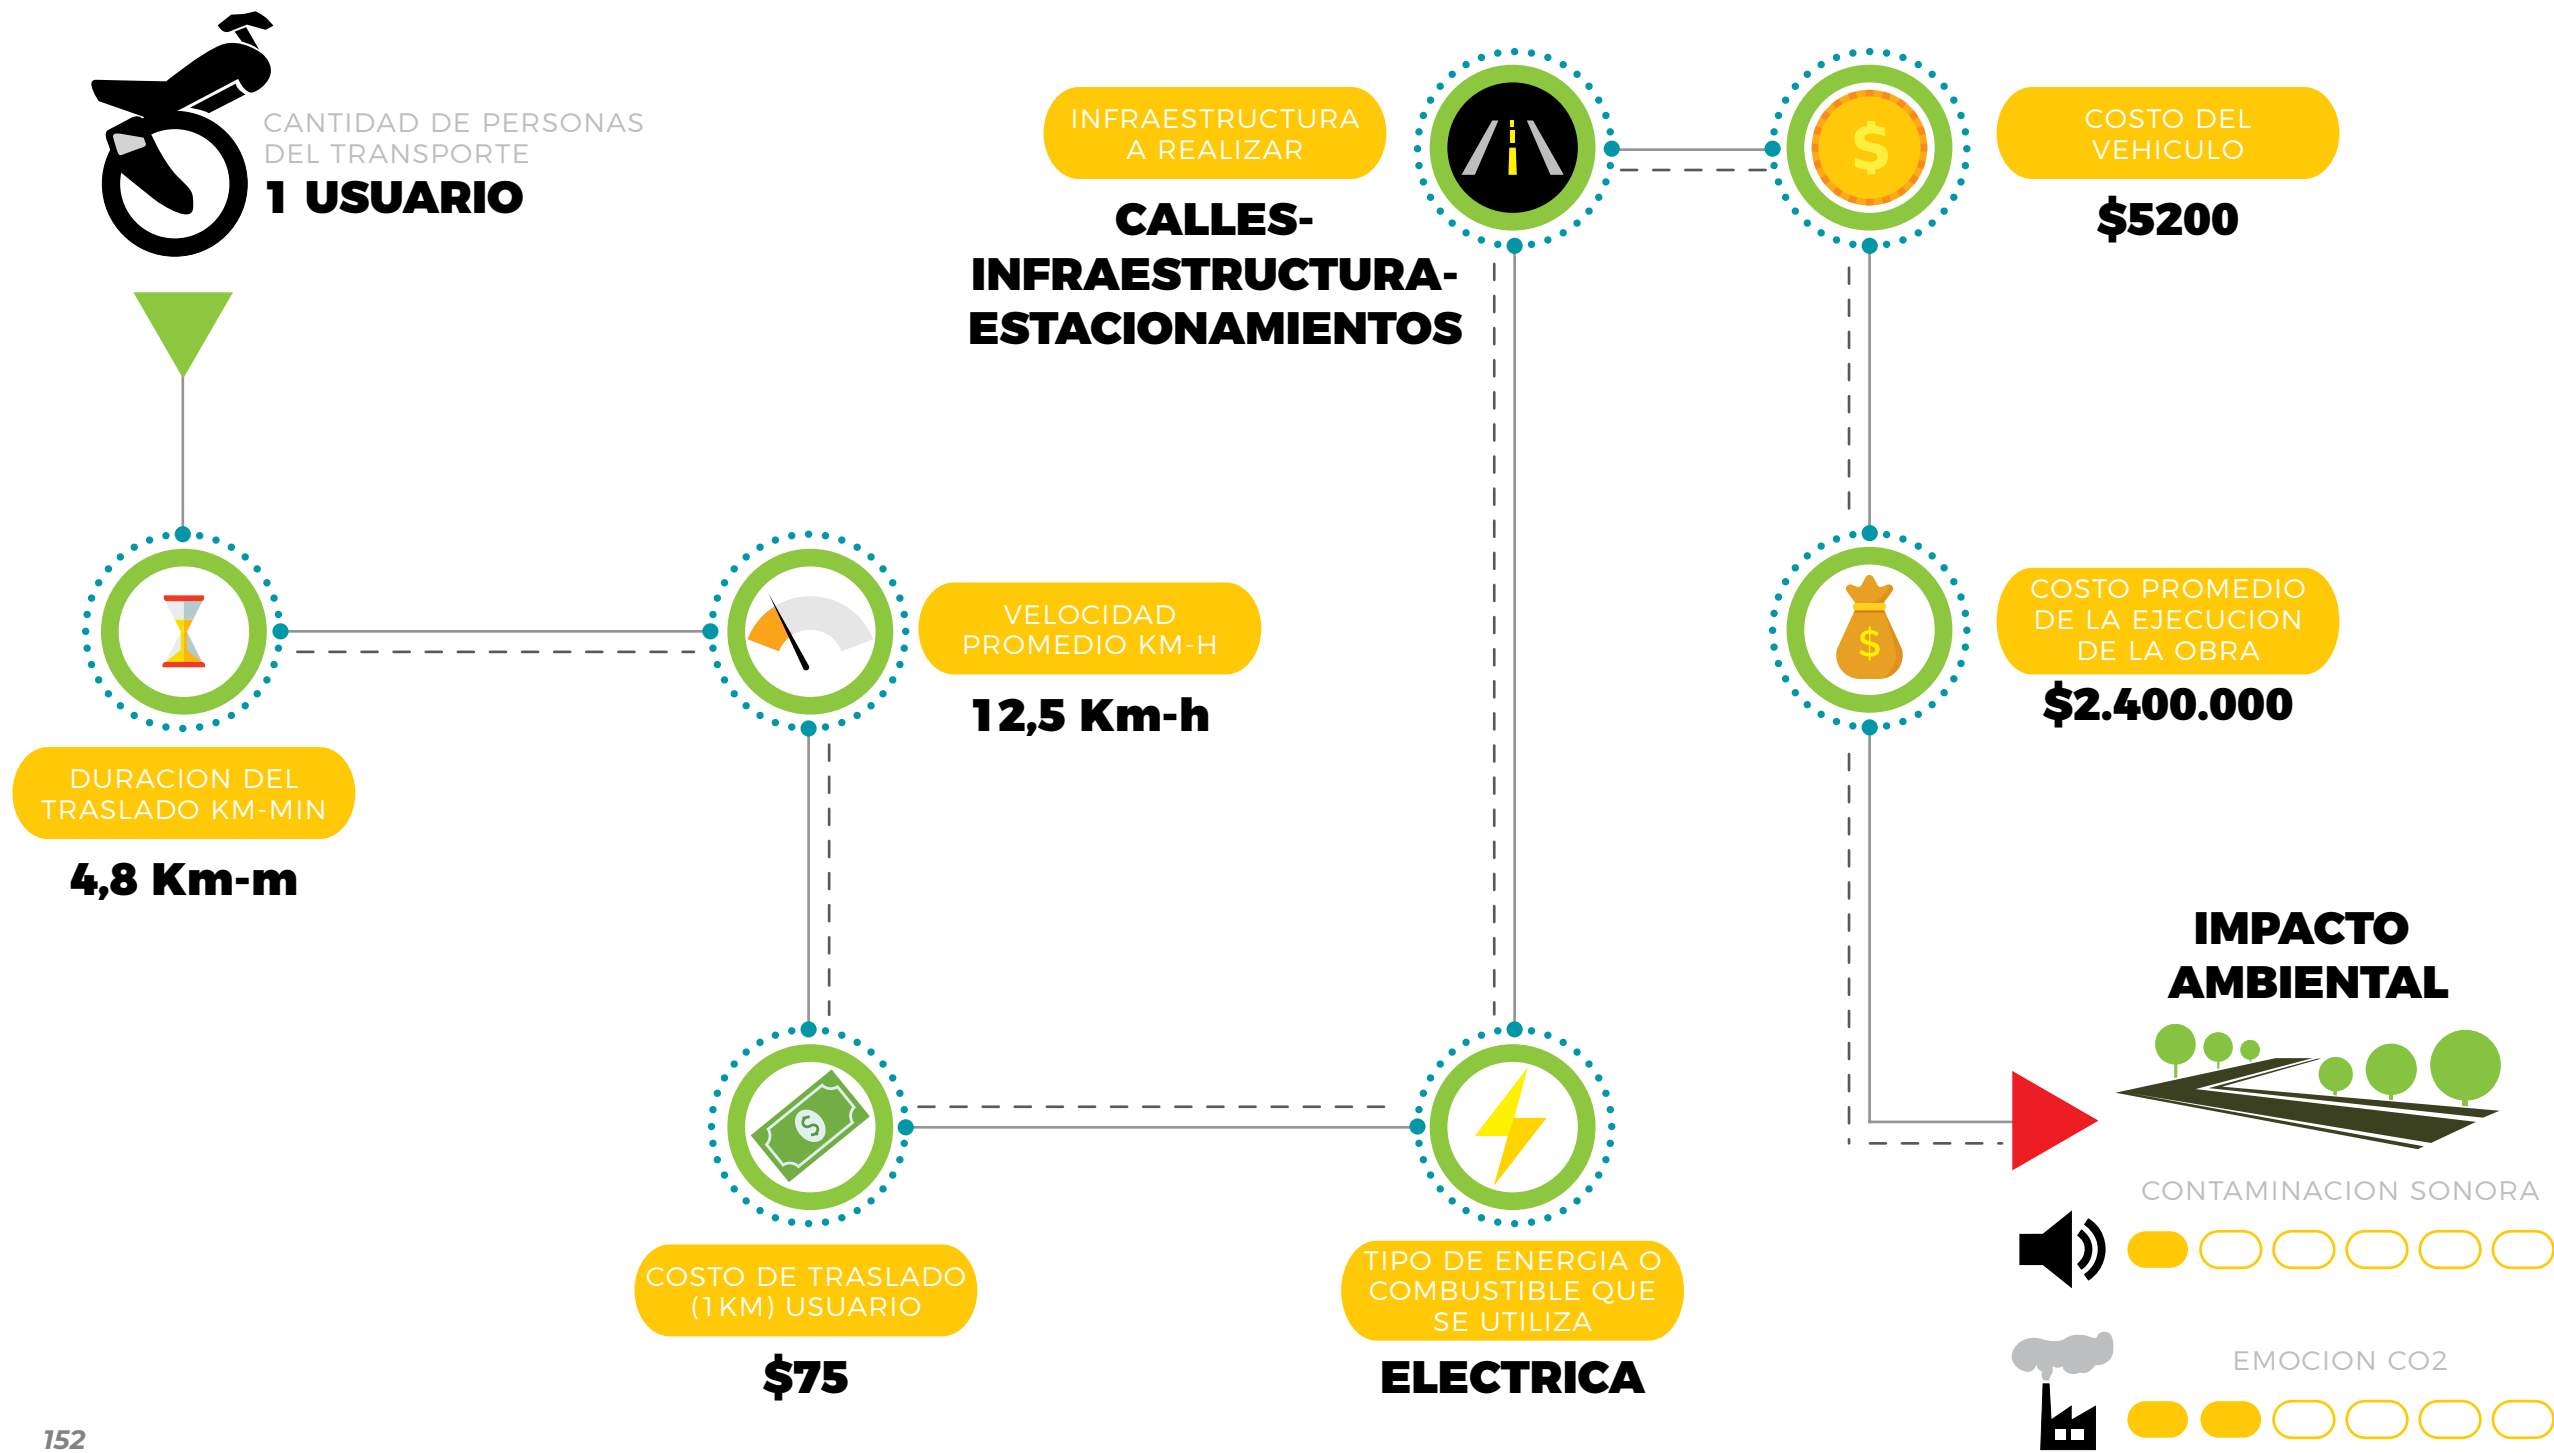 CANTIDAD DE PERSONAS
DEL TRANSPORTE
1 USUARIO
DURACION DEL
TRASLADO KM-MIN
4,8 Km-m
VELOCIDAD
PROMEDIO KM-H
12,5 Km-h
COSTO DE TRASLADO
(1KM) USUARIO
$75
TIPO DE ENERGIA O
COMBUSTIBLE QUE
SE UTILIZA
ELECTRICA
INFRAESTRUCTURA
A REALIZAR
CALLES-
INFRAESTRUCTURA-
ESTACIONAMIENTOS
$
COSTO DEL
VEHICULO
$5200
$
COSTO PROMEDIO
DE LA EJECUCION
DE LA OBRA
$2.400.000
IMPACTO
AMBIENTAL
CONTAMINACION SONORA
EMOCION CO2
$
152